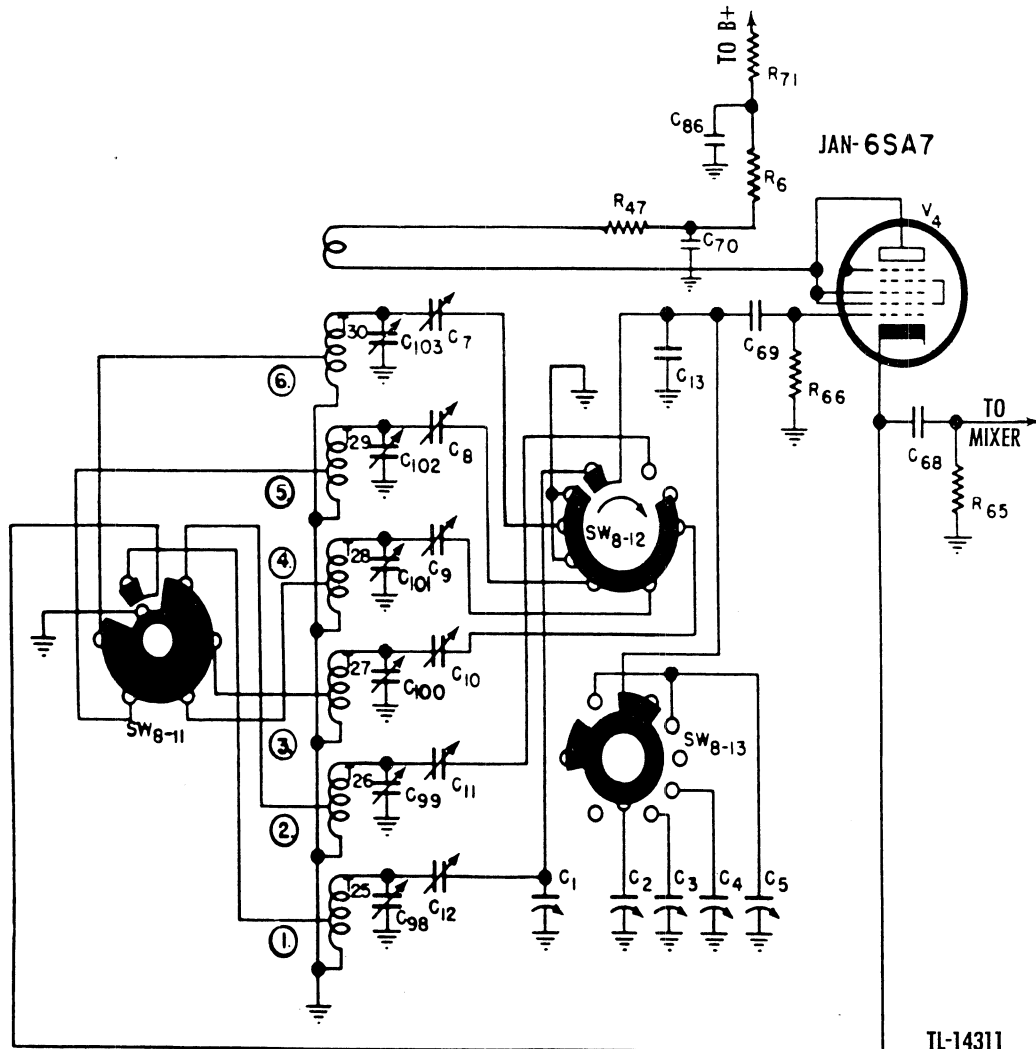 TO B+
R71
C86
JAN-6SA7
R6
R47
V4
C70
30
C103
C7
C69
C13
R66
6.
TO
MIXER
29
C102
C8
C68
R65
5.
SW8-12
4.
28
C101
C9
27
C100
C10
SW8-11
SW8-13
3.
26
C99
C11
2.
25
C98
C12
C1
C2
C3
C4
C5
1.
TL-14311